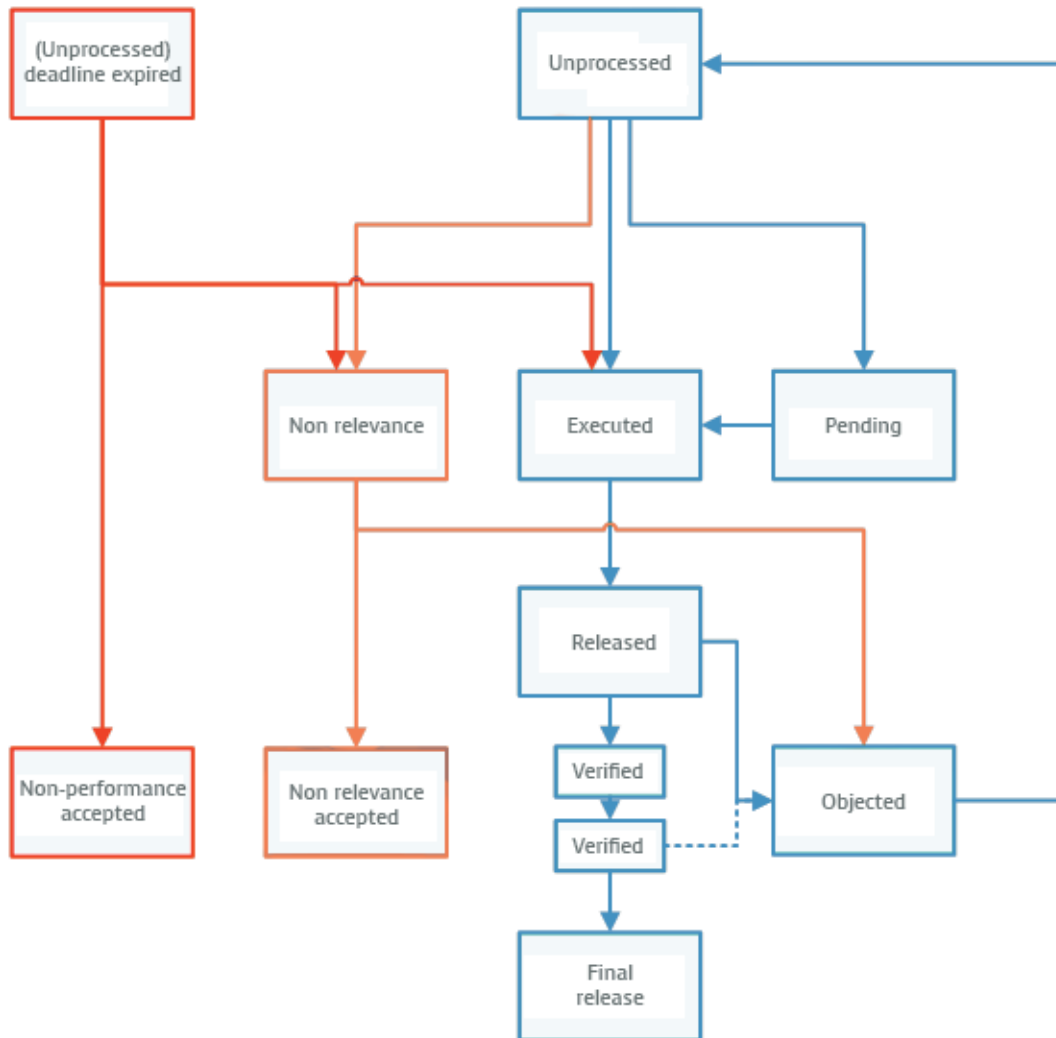 (Unprocessed)
deadline expired
Unprocessed
Non relevance
Executed
Pending
Released
Verified
Verified
Objected
Non-performance
accepted
Non relevance
accepted
Final
release